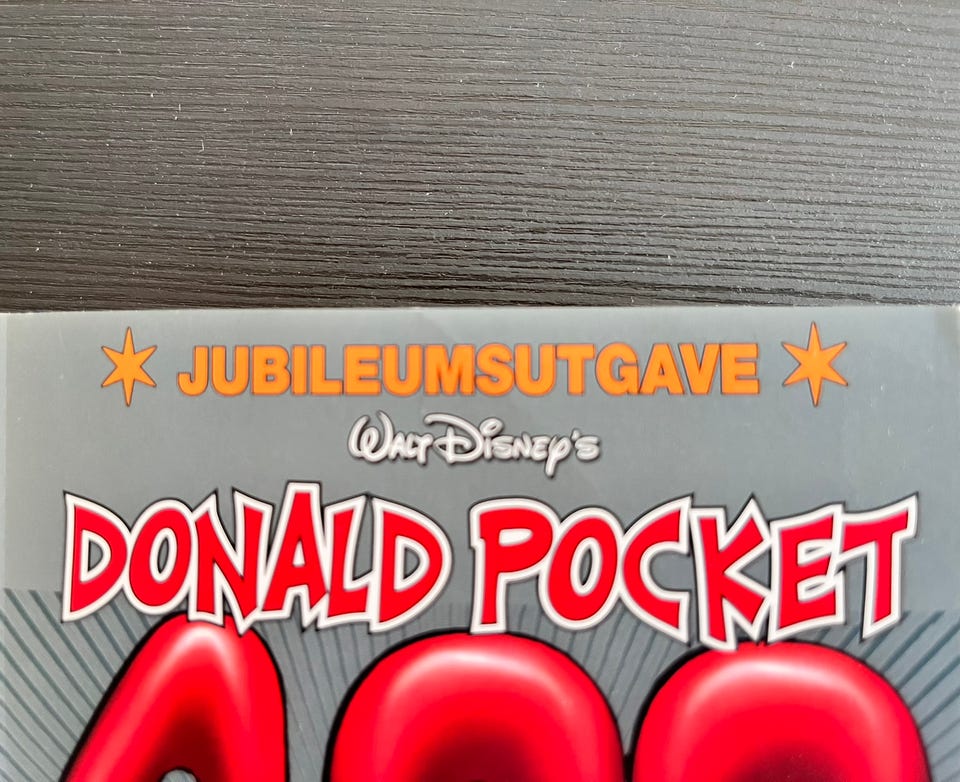 JUBILEUMSUTGAVE
WALT DISNEY'S
DONALD POCKET